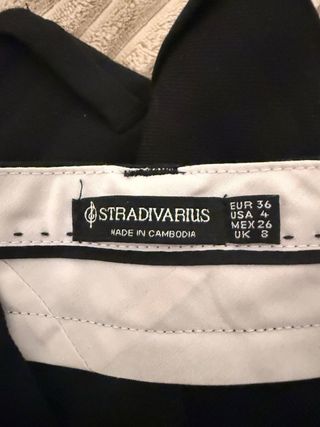 STRADIVARIUS
MADE IN CAMBODIA
EUR 36
USA 4
MEX 26
UK 8